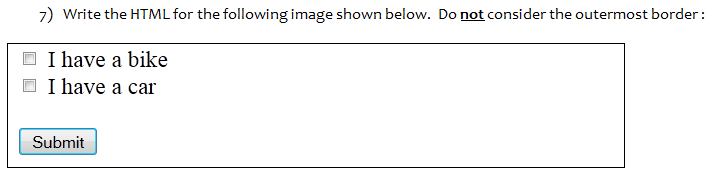 7) Write the HTML for the following image shown below. Do not consider the outermost border :
I have a bike
I have a car
Submit